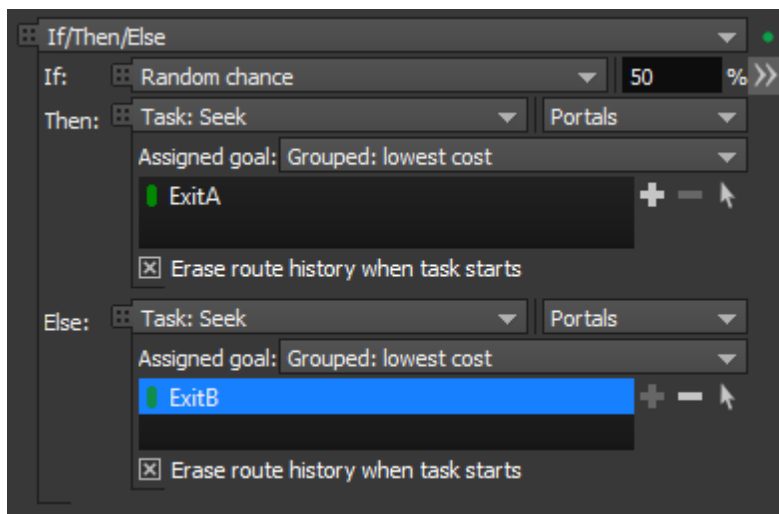 If/Then/Else
If: Random chance 50 %
Then: Task: Seek Portals
Assigned goal: Grouped: lowest cost
ExitA
Erase route history when task starts
Else: Task: Seek Portals
Assigned goal: Grouped: lowest cost
ExitB
Erase route history when task starts